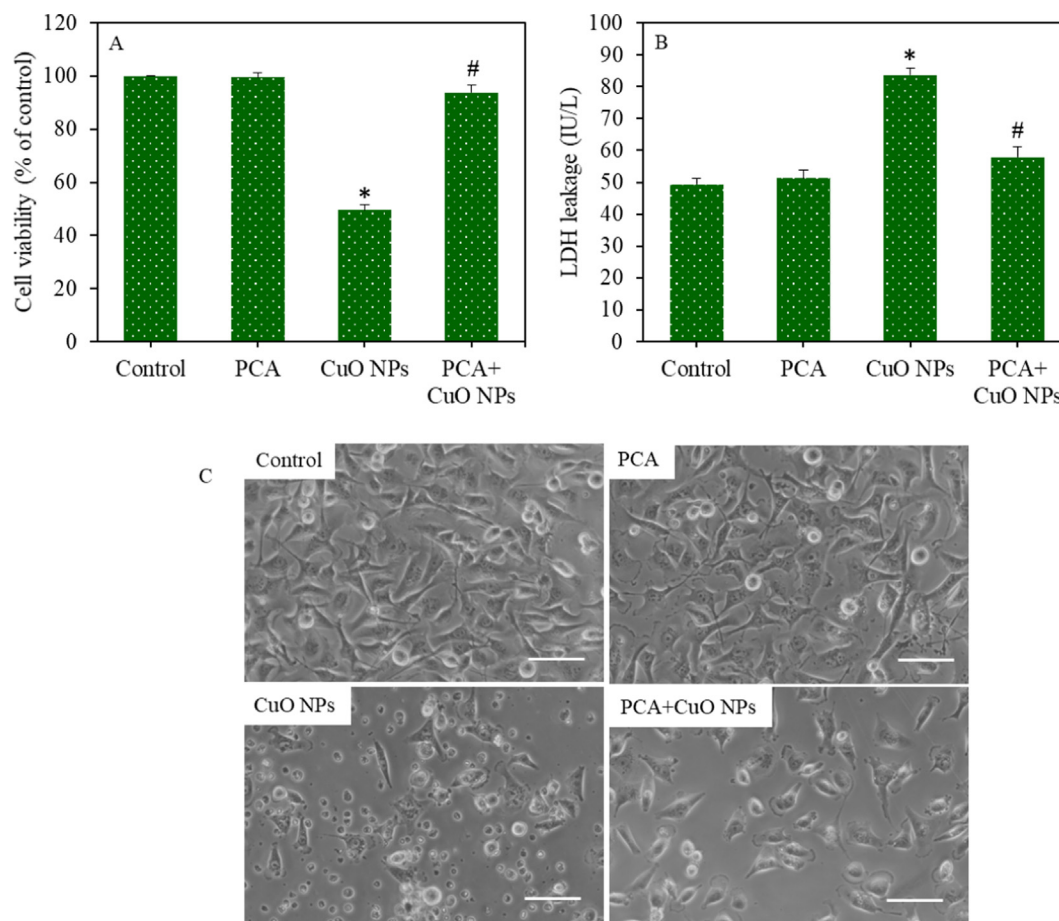 A
Cell viability (% of control)
120
100
80
60
40
20
0
*
#
Control
PCA
CuO NPs
PCA+
CuO NPs
B
LDH leakage (IU/L)
100
90
80
70
60
50
40
30
20
10
0
*
#
Control
PCA
CuO NPs
PCA+
CuO NPs
C
Control
PCA
CuO NPs
PCA+CuO NPs